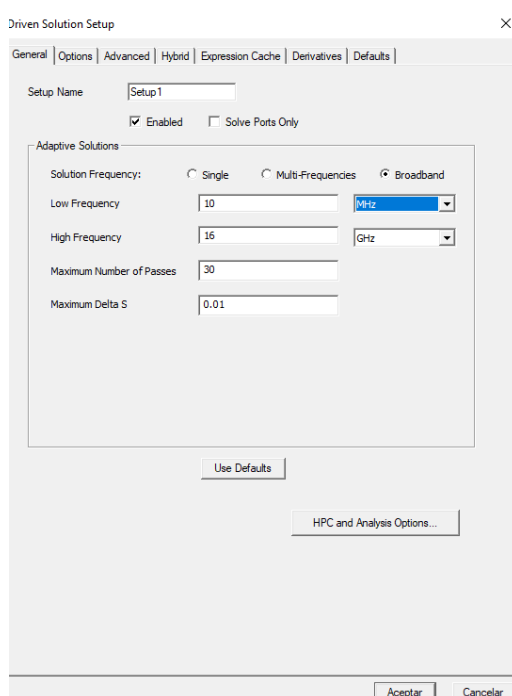 Driven Solution Setup
General Options Advanced Hybrid Expression Cache Derivatives Defaults
Setup Name Setup1
Enabled Solve Ports Only
Adaptive Solutions
Solution Frequency: Single Multi-Frequencies Broadband
Low Frequency 10 MHz
High Frequency 16 GHz
Maximum Number of Passes 30
Maximum Delta S 0.01
Use Defaults
HPC and Analysis Options...
Aceptar Cancelar